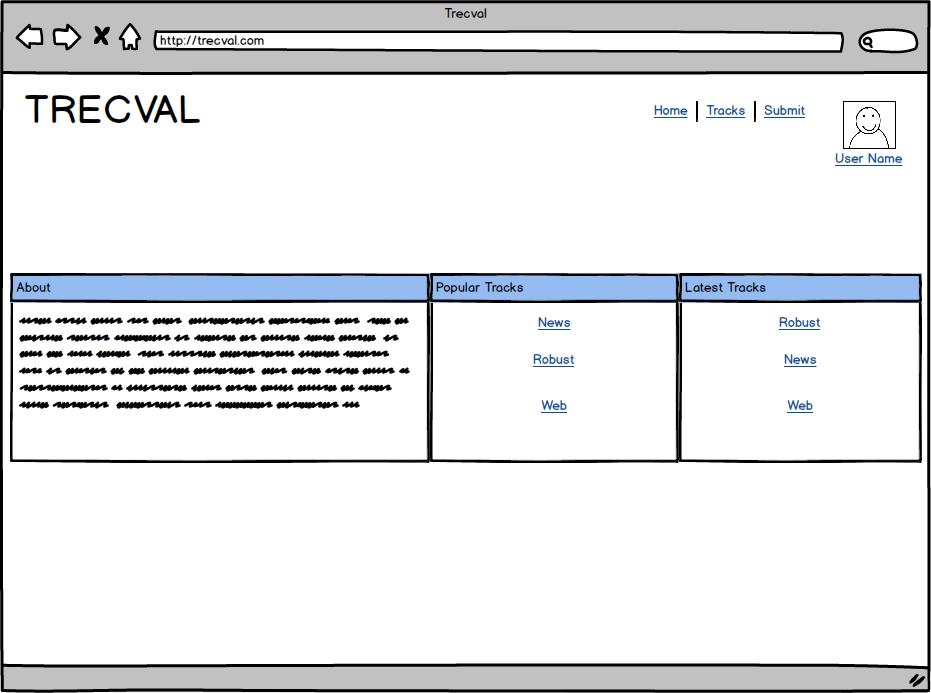 Trecval
http://trecval.com
TRECVAL
Home Tracks Submit
User Name
About
Popular Tracks
Latest Tracks
News
Robust
Web
Robust
News
Web